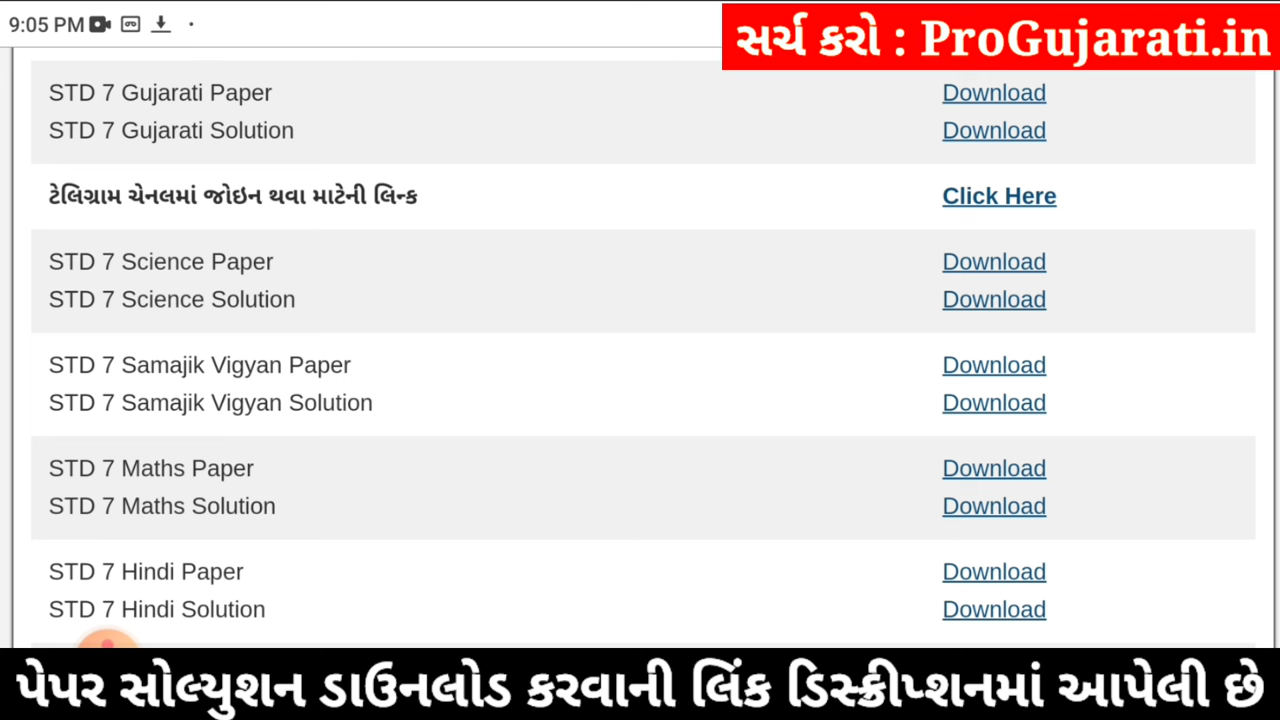 9:05 PM
સર્ચ કરો : ProGujarati.in
STD 7 Gujarati Paper Download
STD 7 Gujarati Solution Download
ટેલિગ્રામ ચેનલમાં જોઇન થવા માટેની લિન્ક Click Here
STD 7 Science Paper Download
STD 7 Science Solution Download
STD 7 Samajik Vigyan Paper Download
STD 7 Samajik Vigyan Solution Download
STD 7 Maths Paper Download
STD 7 Maths Solution Download
STD 7 Hindi Paper Download
STD 7 Hindi Solution Download
પેપર સોલ્યુશન ડાઉનલોડ કરવાની લિંક ડિસ્ક્રીપ્શનમાં આપેલી છે